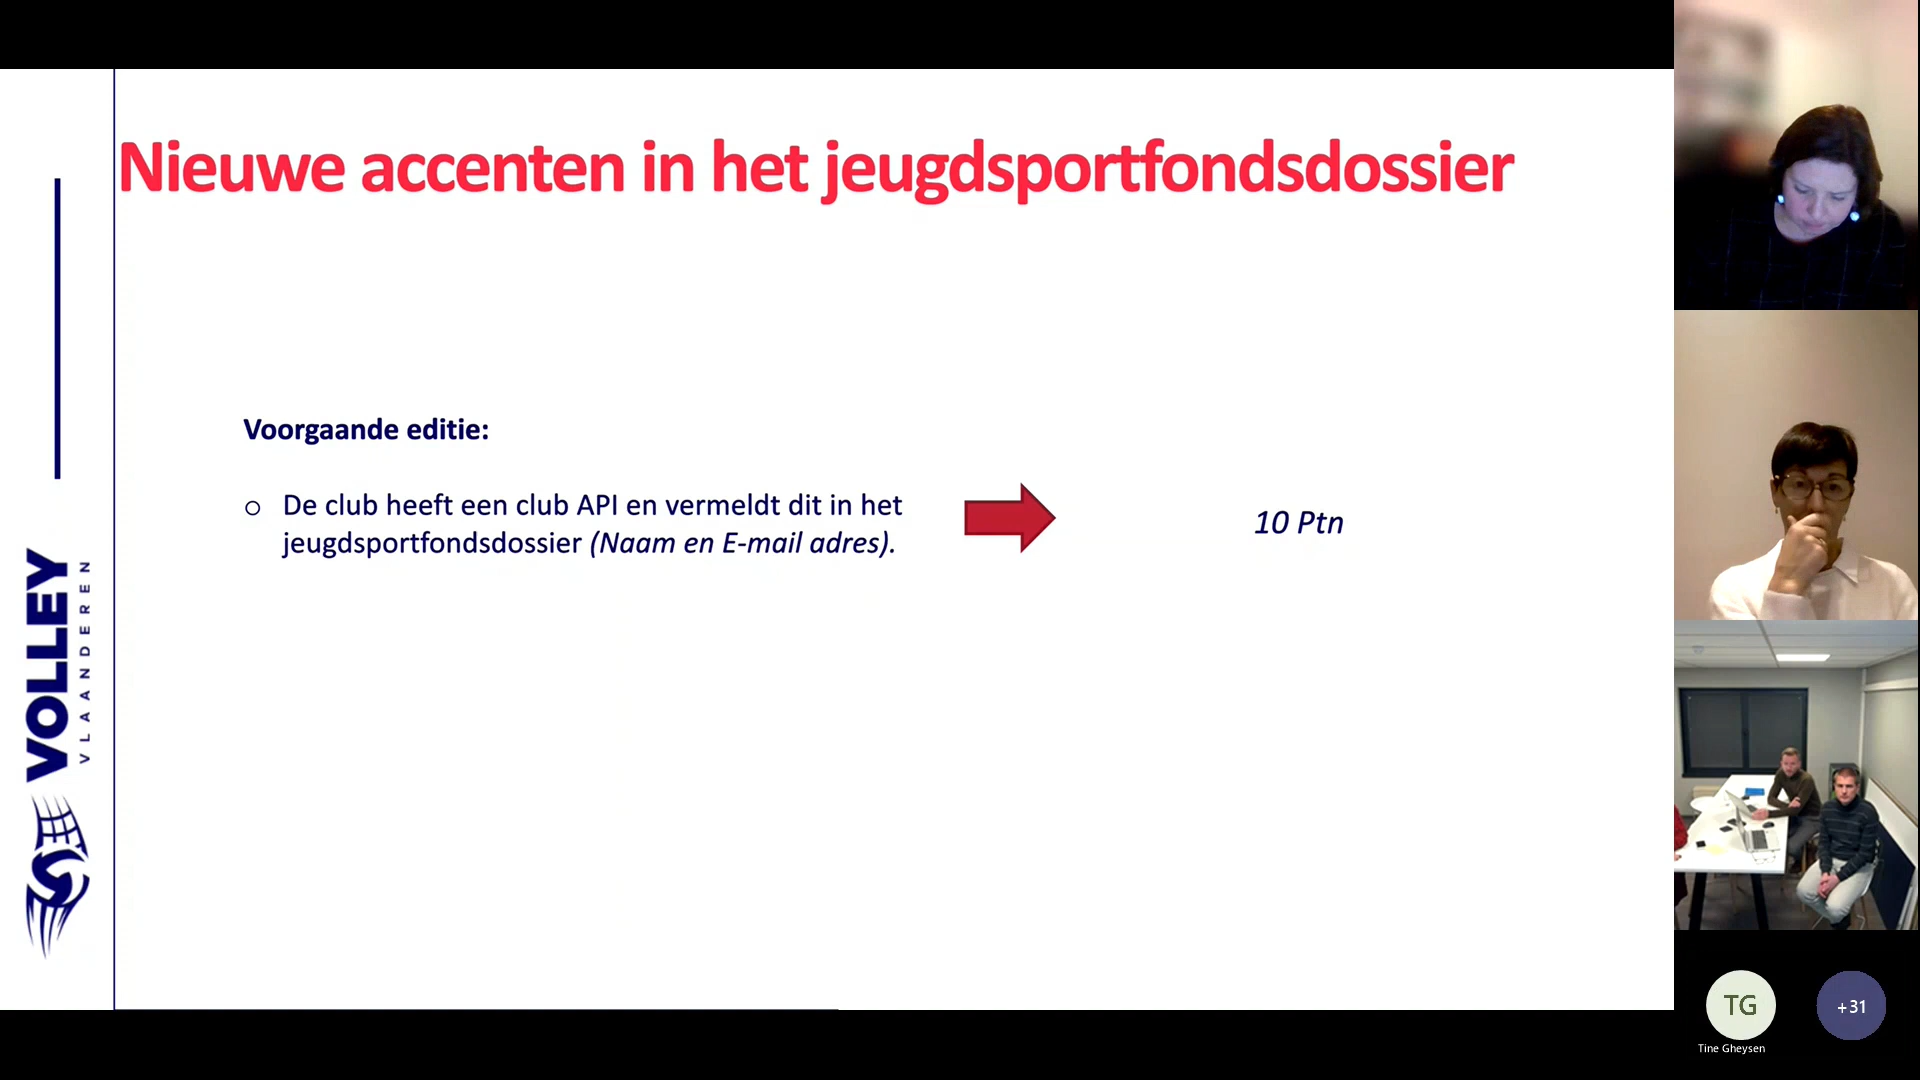 Nieuwe accenten in het jeugdsportfondsdossier
Voorgaande editie:
o De club heeft een club API en vermeldt dit in het
jeugdsportfondsdossier (Naam en E-mail adres).
10 Ptn
VOLLEY
VLAANDEREN
TG
+31
Tine Gheysen